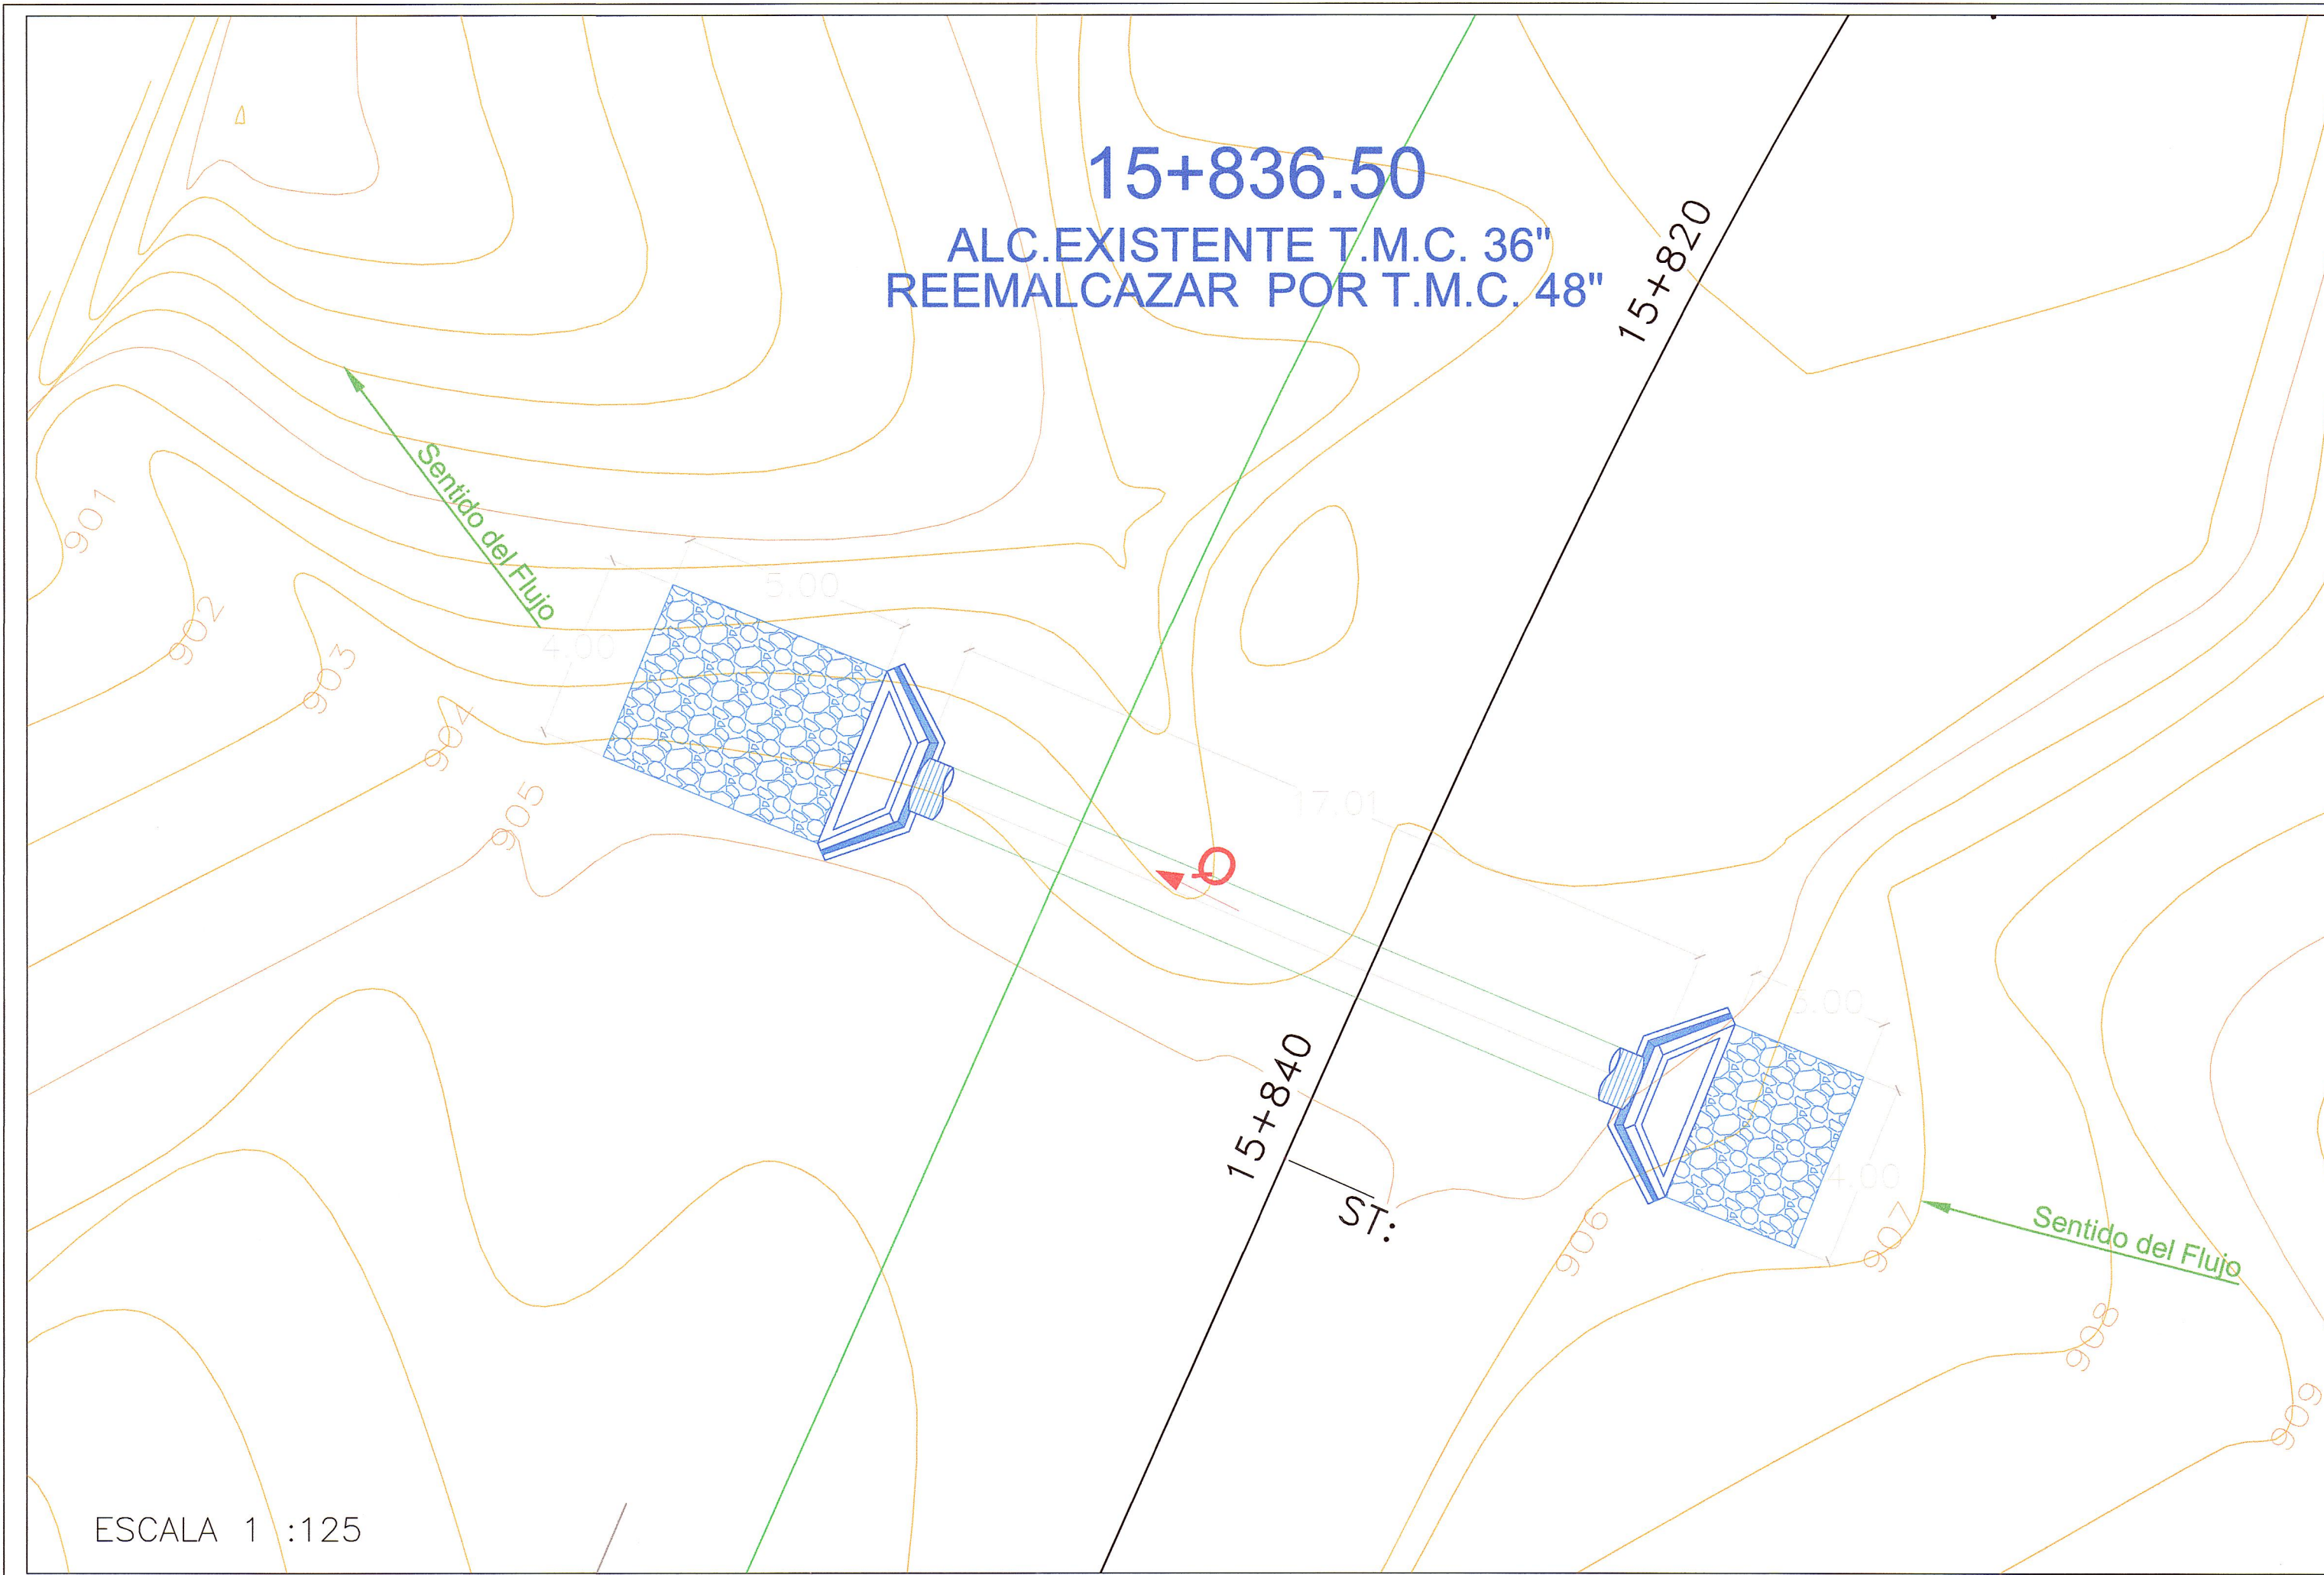 15+836.50
ALC.EXISTENTE T.M.C. 36"
REEMALCAZAR POR T.M.C. 48"
15+820
Sentido del Flujo
901
902
903
904
905
5.00
4.00
17.01
Q
3.00
4.00
15+840
ST:
906
907
Sentido del Flujo
908
909
ESCALA 1 :125